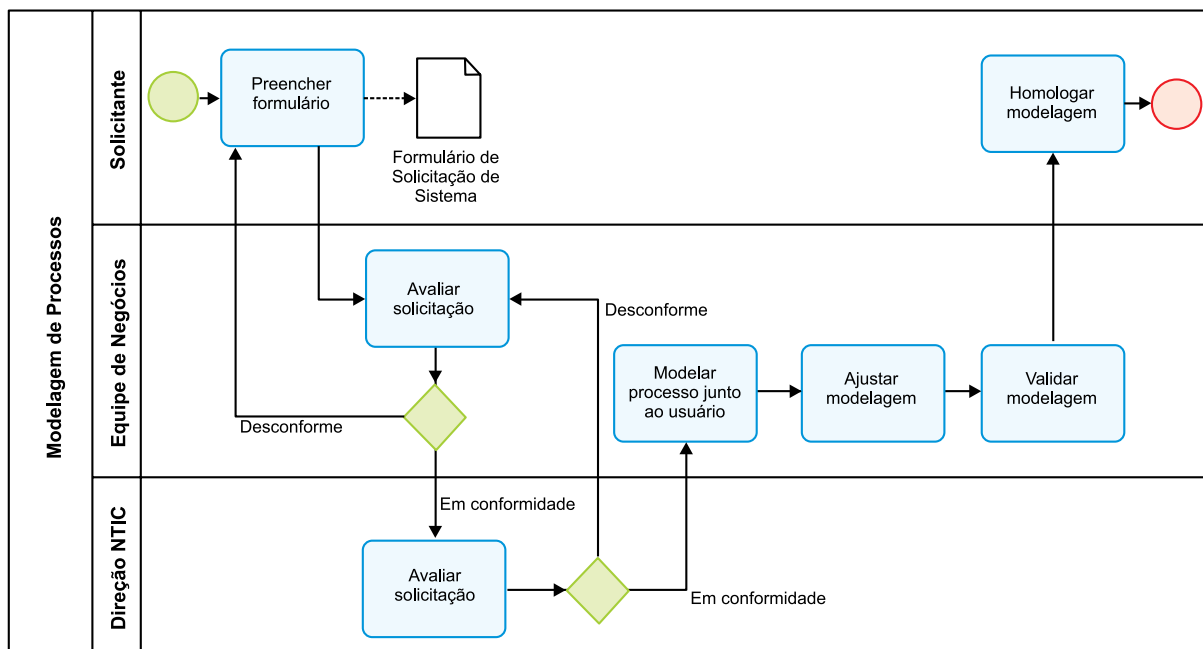 Modelagem de Processos
Solicitante
Preencher
formulário
Formulário de
Solicitação de
Sistema
Homologar
modelagem
Equipe de Negócios
Avaliar
solicitação
Desconforme
Desconforme
Modelar
processo junto
ao usuário
Ajustar
modelagem
Validar
modelagem
Direção NTIC
Em conformidade
Avaliar
solicitação
Em conformidade